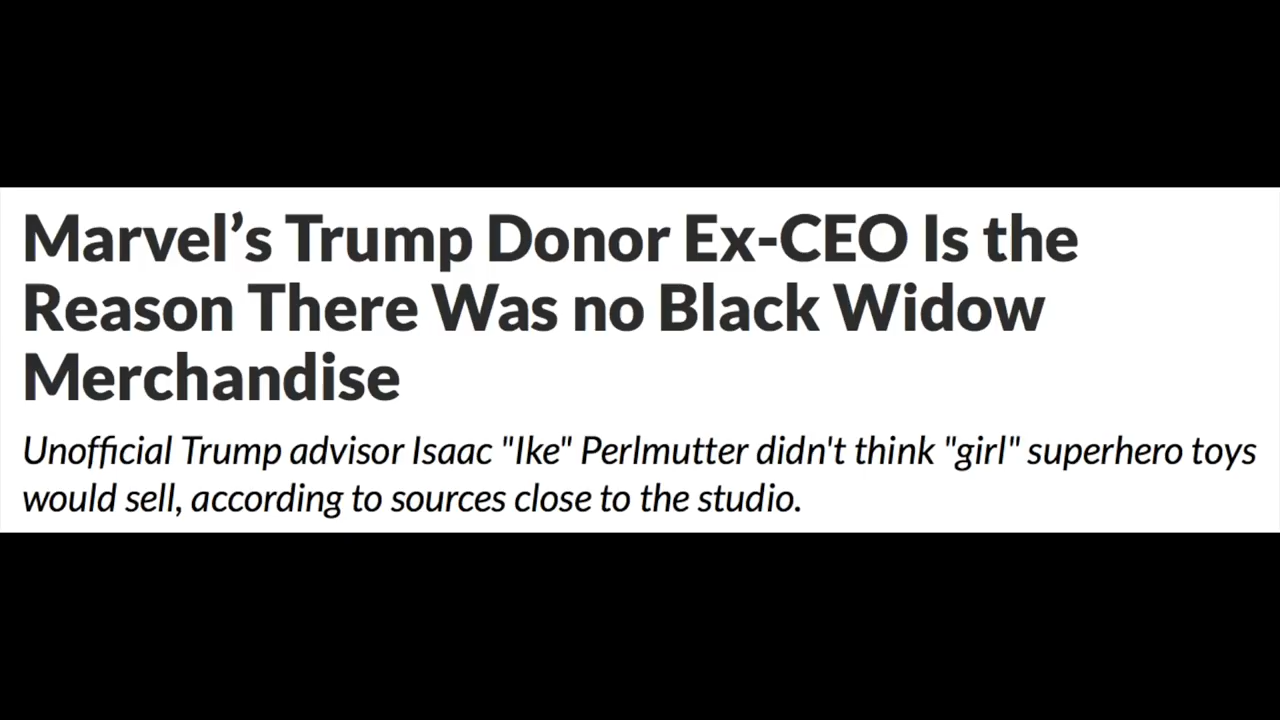 Marvel’s Trump Donor Ex-CEO Is the
Reason There Was no Black Widow
Merchandise
Unofficial Trump advisor Isaac "Ike" Perlmutter didn't think "girl" superhero toys
would sell, according to sources close to the studio.